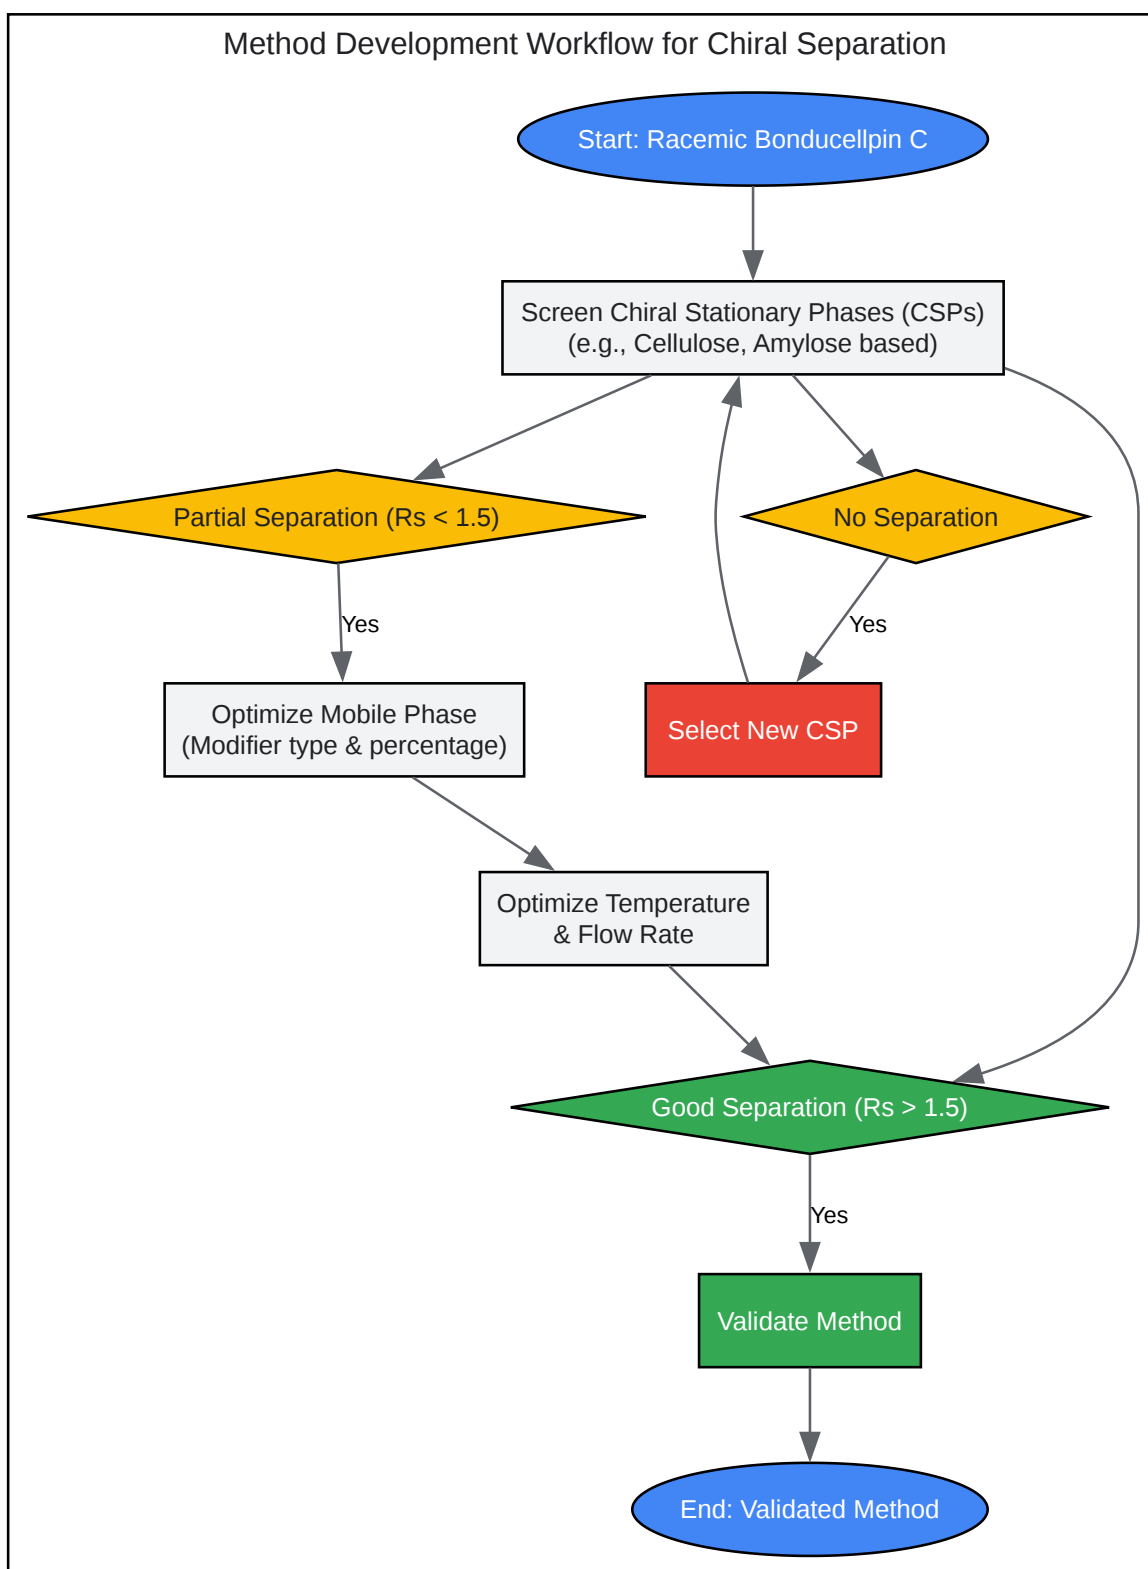 Method Development Workflow for Chiral Separation
Start: Racemic Bonducellpin C
Screen Chiral Stationary Phases (CSPs)
(e.g., Cellulose, Amylose based)
Partial Separation (Rs < 1.5)
No Separation
Yes
Yes
Optimize Mobile Phase
(Modifier type & percentage)
Select New CSP
Optimize Temperature
& Flow Rate
Good Separation (Rs > 1.5)
Yes
Validate Method
End: Validated Method